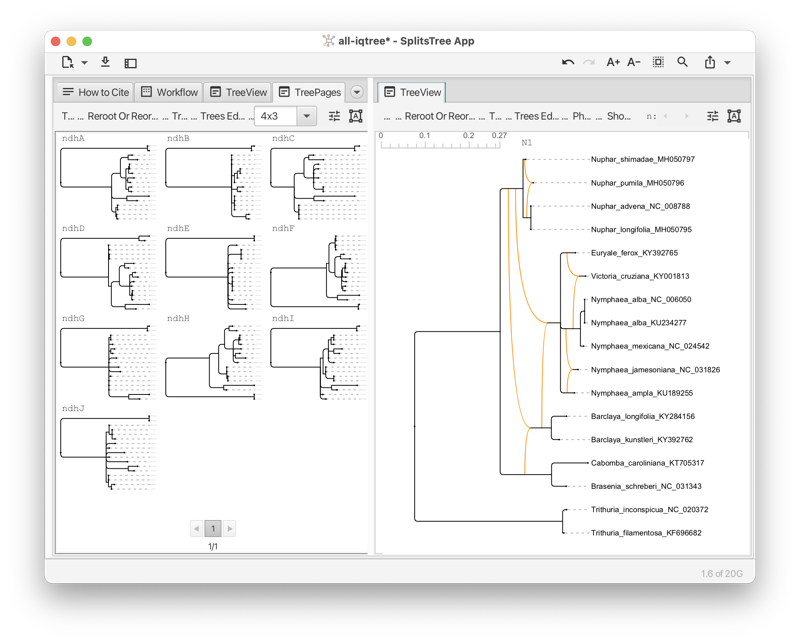 all-iqtree* - SplitsTree App
A+ A-
How to Cite Workflow TreeView TreePages
T... ... Reroot Or Reor... ... Tr... ... Trees Ed... ... 4x3
ndhA ndhB ndhC
ndhD ndhE ndhF
ndhG ndhH ndhI
ndhJ
1
1/1
TreeView
... ... Reroot Or Reor... ... T... ... Trees Edi... ... Ph... ... Sho... n:
0 0.1 0.2 0.27
N1
Nuphar_shimadae_MH050797
Nuphar_pumila_MH050796
Nuphar_advena_NC_008788
Nuphar_longifolia_MH050795
Euryale_ferox_KY392765
Victoria_cruziana_KY001813
Nymphaea_alba_NC_006050
Nymphaea_alba_KU234277
Nymphaea_mexicana_NC_024542
Nymphaea_jamesoniana_NC_031826
Nymphaea_ampla_KU189255
Barclaya_longifolia_KY284156
Barclaya_kunstleri_KY392762
Cabomba_caroliniana_KT705317
Brasenia_schreberi_NC_031343
Trithuria_inconspicua_NC_020372
Trithuria_filamentosa_KF696682
1.6 of 20G